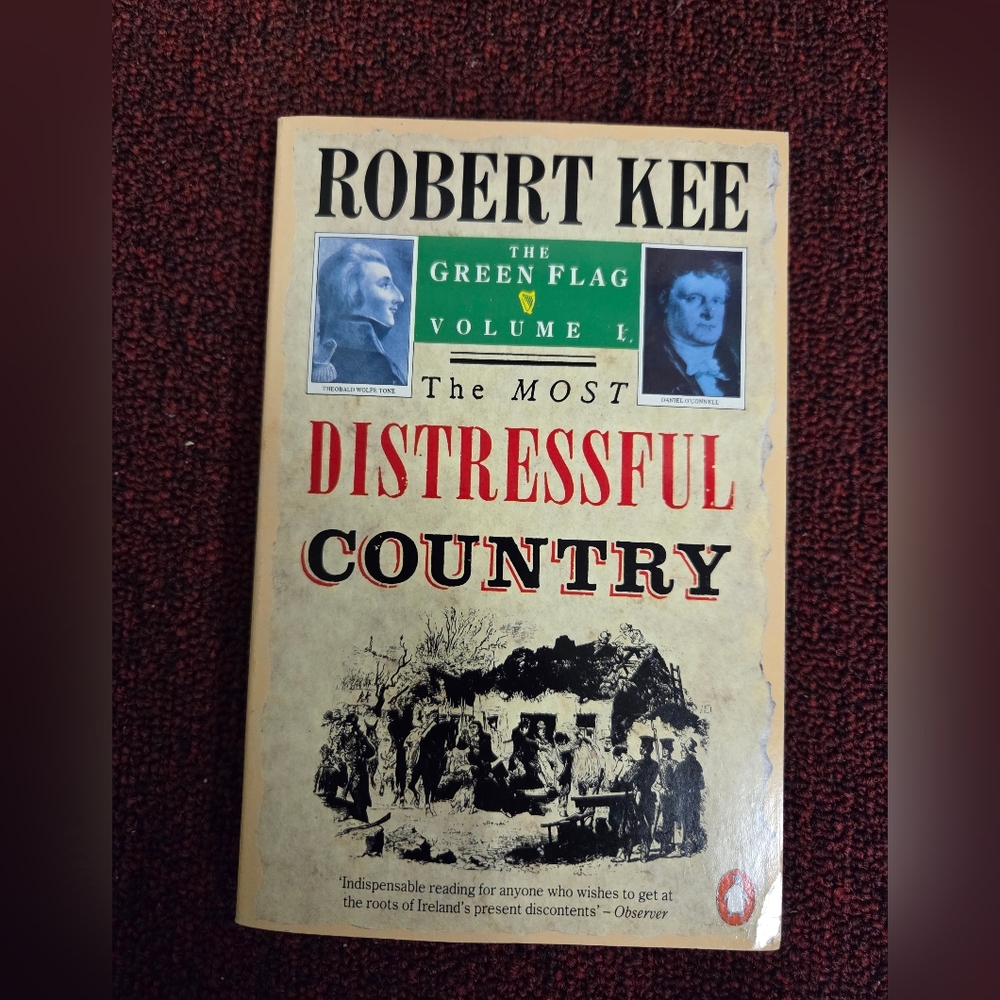 ROBERT KEE
THE
GREEN FLAG
VOLUME I.
THEOBALD WOLFE TONE
DANIEL O'CONNELL
The MOST
DISTRESSFUL
COUNTRY
‘Indispensable reading for anyone who wishes to get at
the roots of Ireland’s present discontents’ – Observer